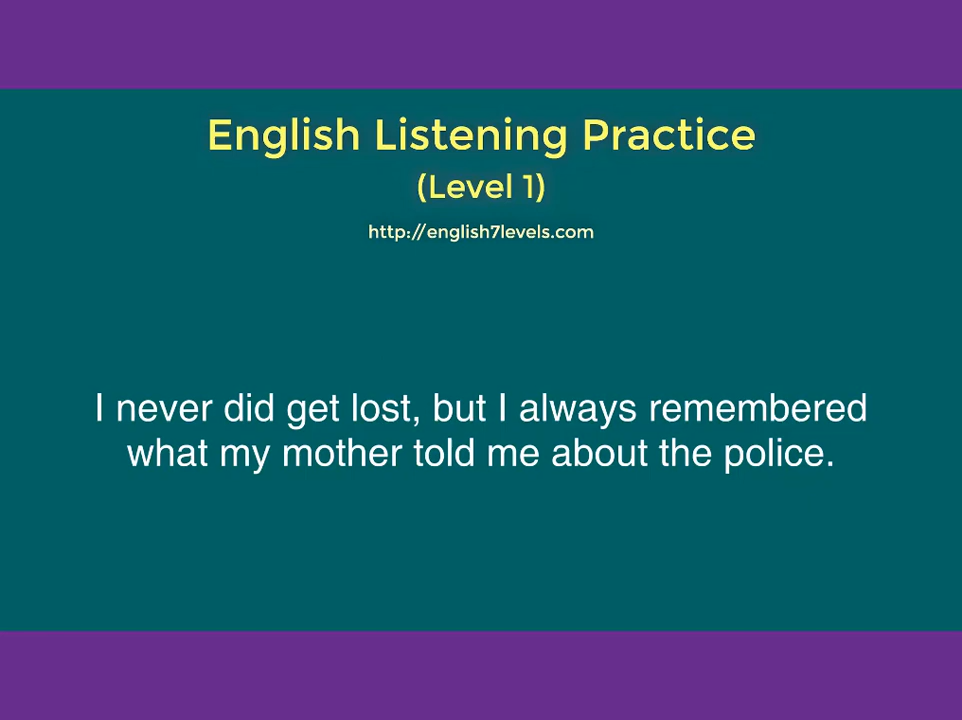 English Listening Practice
(Level 1)
http://english7levels.com
I never did get lost, but I always remembered
what my mother told me about the police.